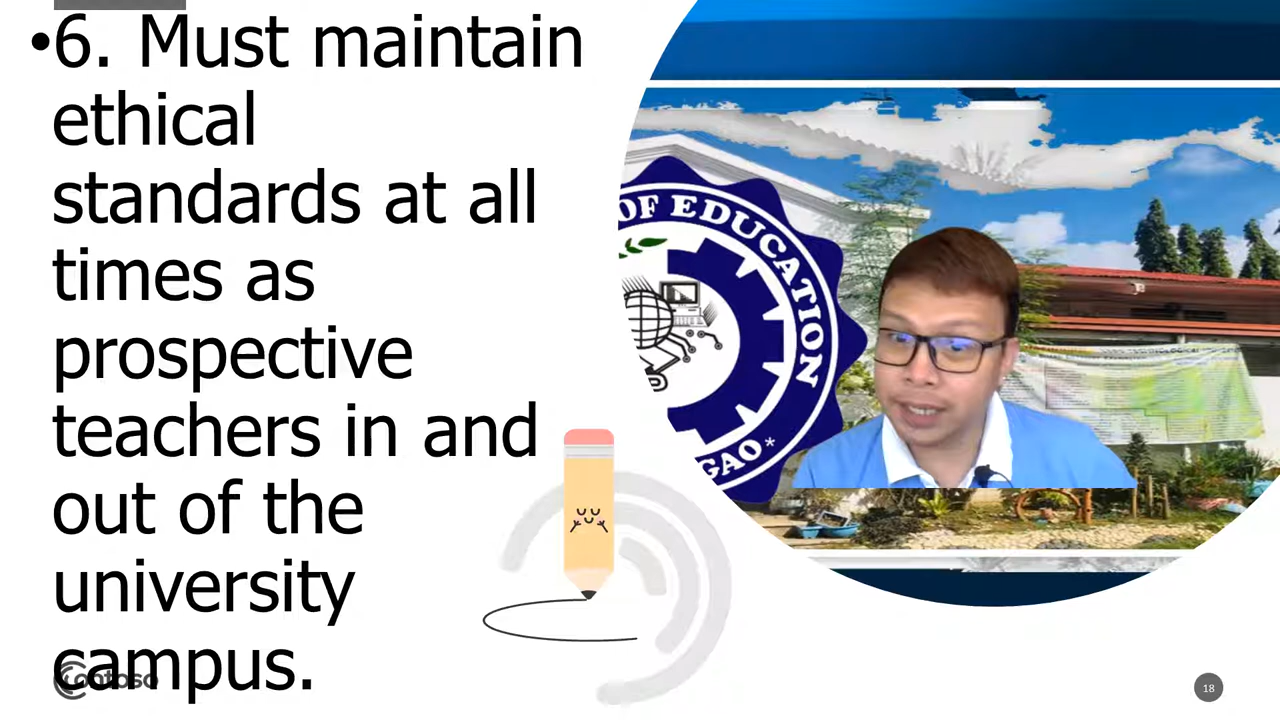 •6. Must maintain
ethical
standards at all
times as
prospective
teachers in and
out of the
university
campus.
OF EDUCATION
GAO*
18